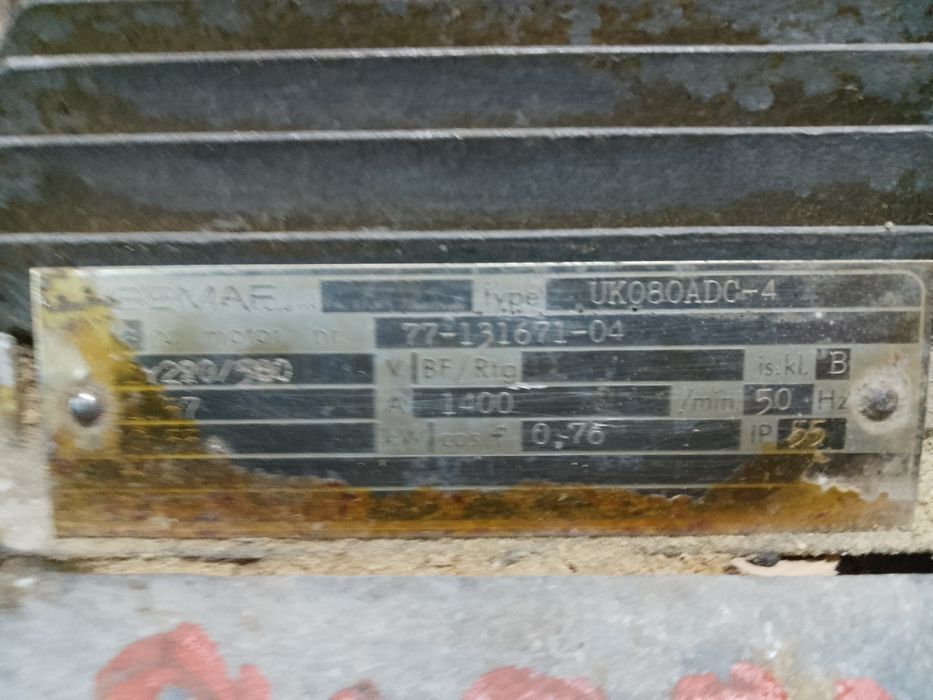 type UK080ADC-4
77-131671-04
V BF/Rtg is.kl. B
7 A 1400 /min 50 Hz
kW cos 0,76 IP 55